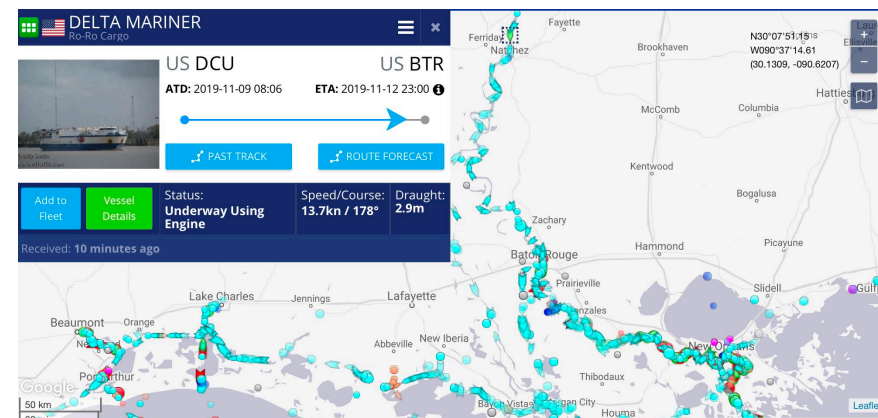 DELTA MARINER
Ro-Ro Cargo
US DCU
US BTR
ATD: 2019-11-09 08:06
ETA: 2019-11-12 23:00
PAST TRACK
ROUTE FORECAST
Add to
Fleet
Vessel
Details
Status:
Underway Using
Engine
Speed/Course:
13.7kn / 178°
Draught:
2.9m
Received: 10 minutes ago
N30°07'51.15
W090°37'14.61
(30.1309, -090.6207)
+
−
Fayette
Ferriday
Natchez
Brookhaven
McComb
Columbia
Kentwood
Bogalusa
Zachary
Baton Rouge
Hammond
Picayune
Prairieville
Slidell
Lake Charles
Jennings
Lafayette
Beaumont
Orange
Abbeville
New Iberia
New Orleans
Port Arthur
Thibodaux
Houma
Google
50 km